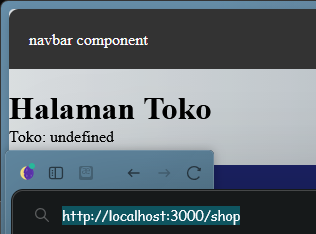 navbar component
Halaman Toko
Toko: undefined
http://localhost:3000/shop